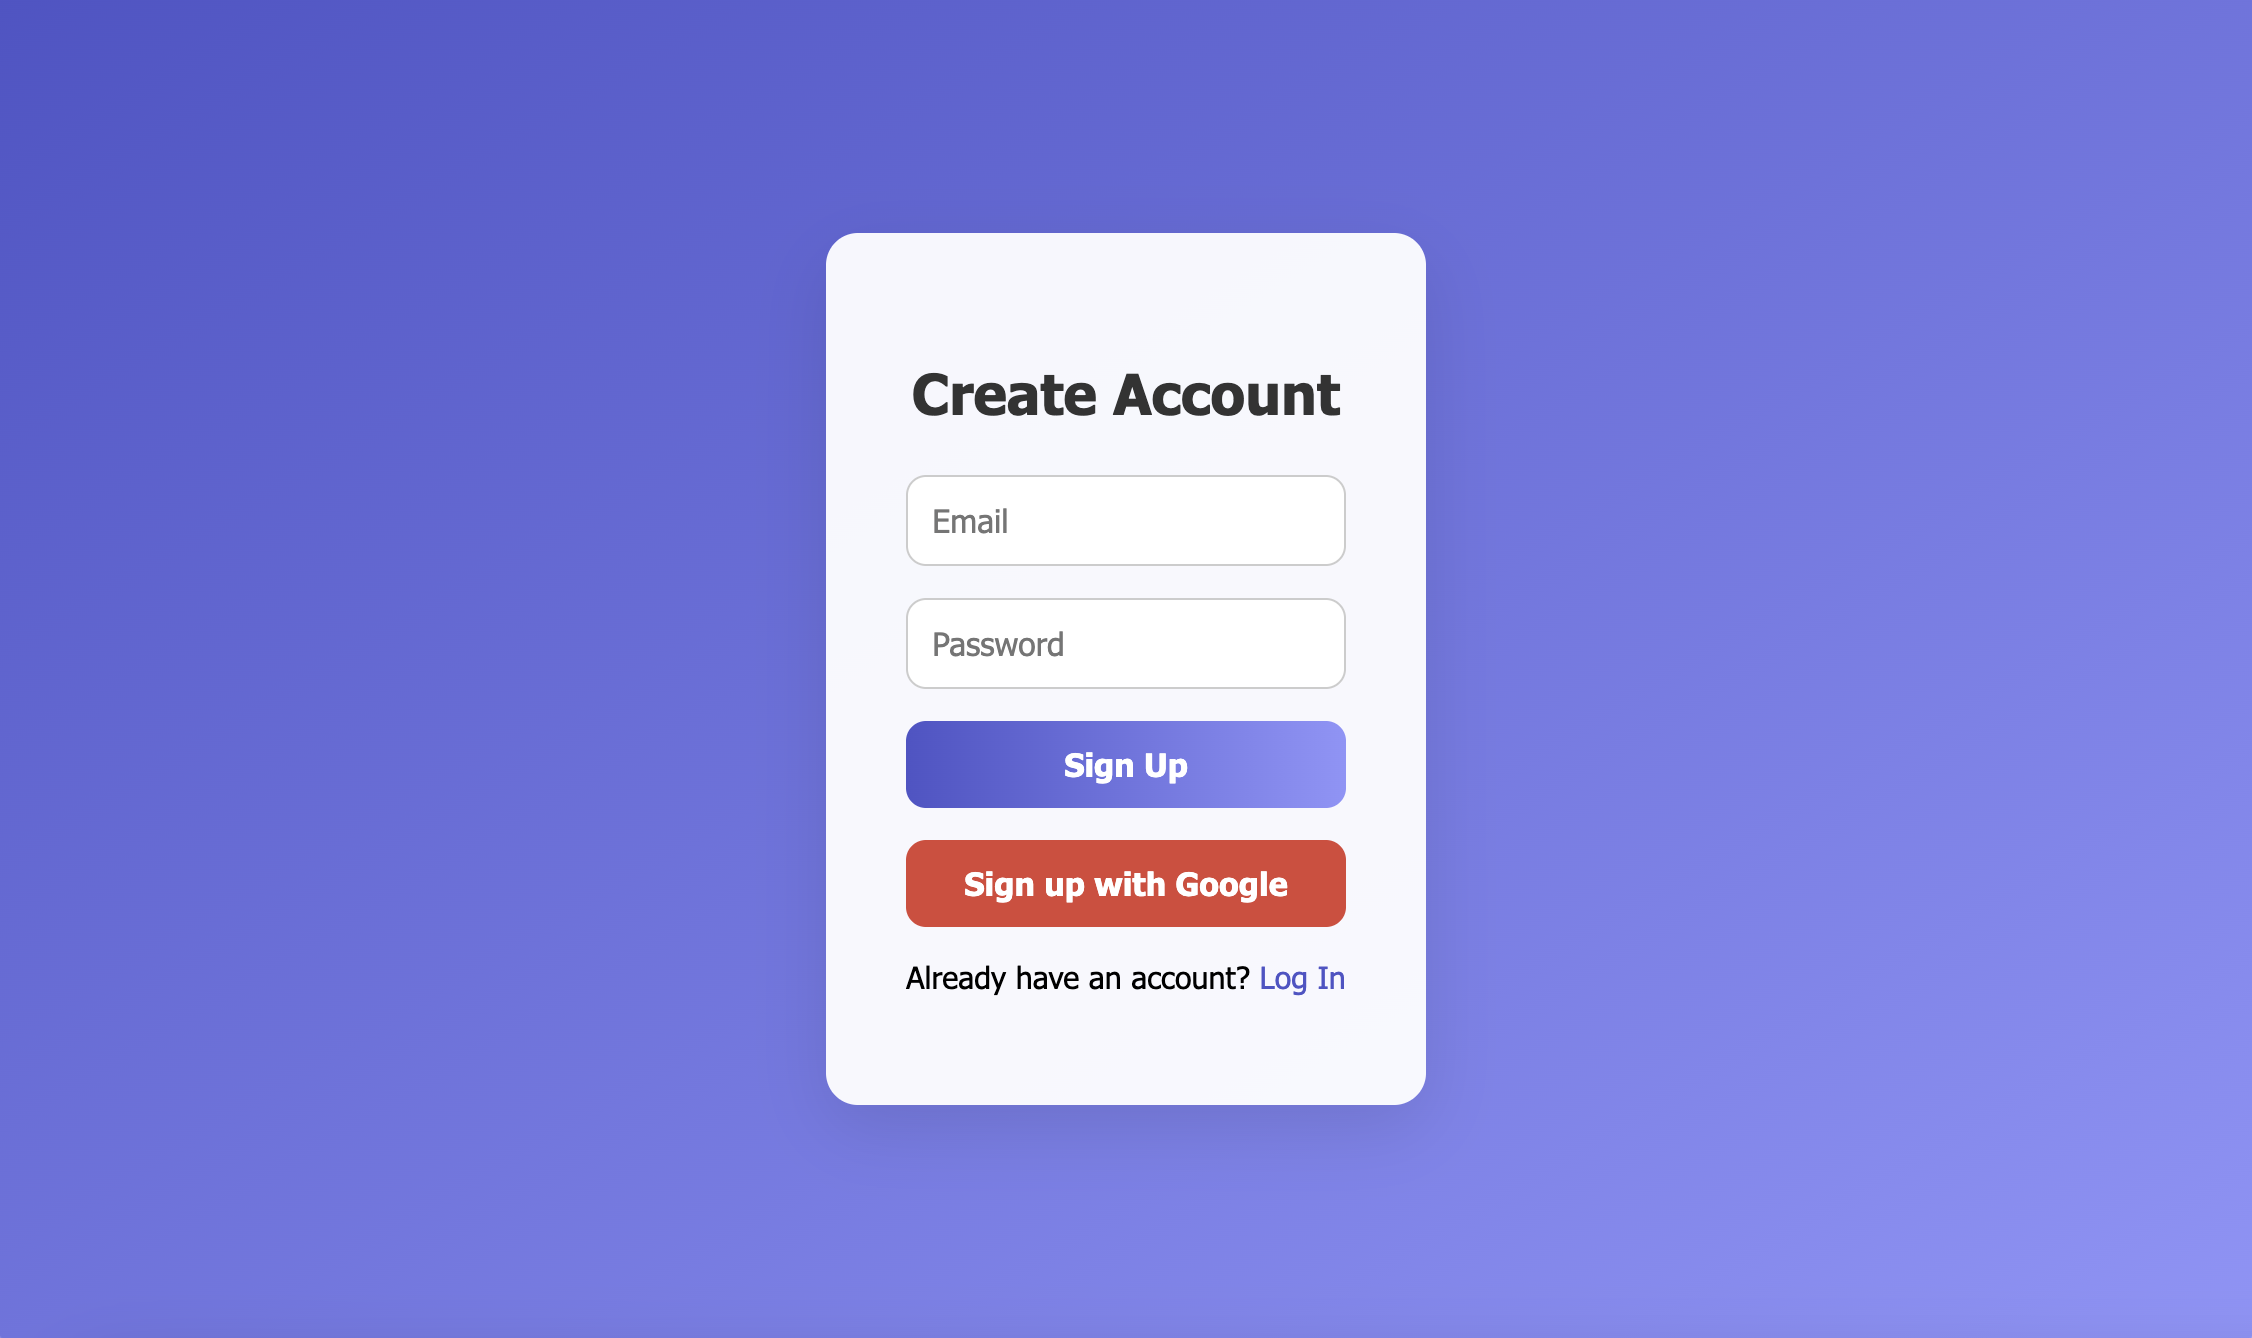 Create Account
Email
Password
Sign Up
Sign up with Google
Already have an account? Log In